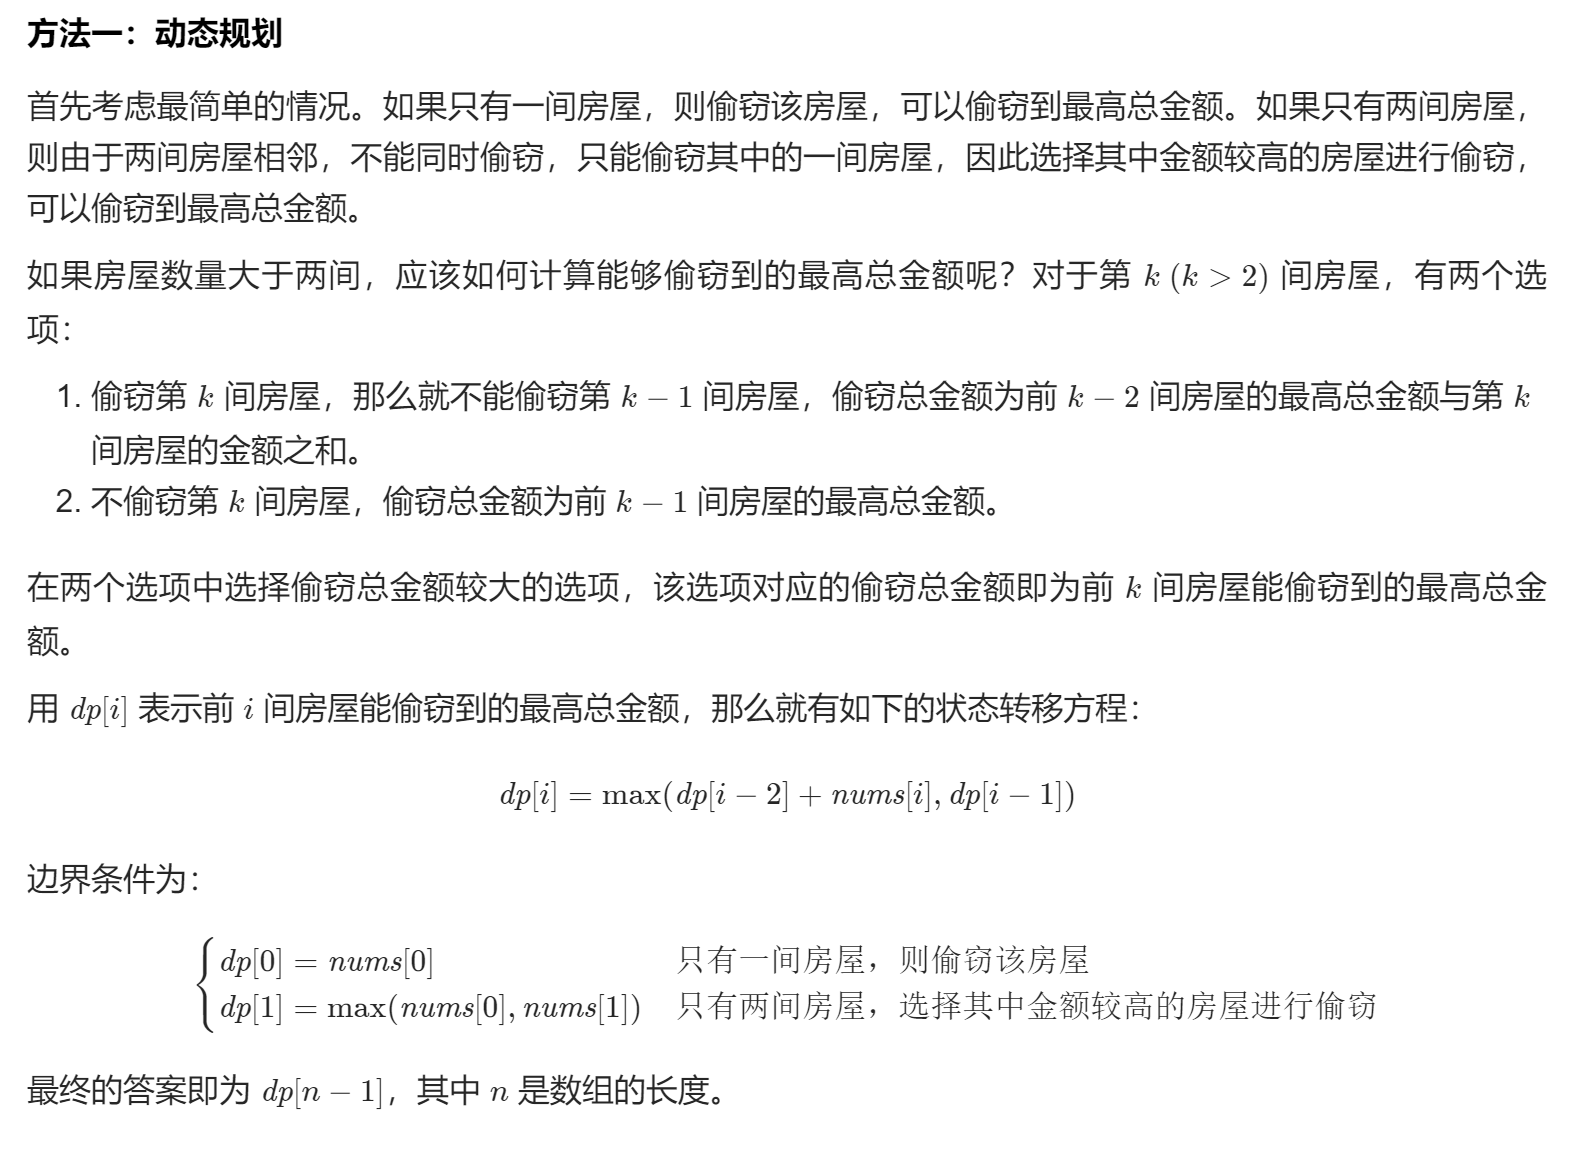 方法一：动态规划
首先考虑最简单的情况。如果只有一间房屋，则偷窃该房屋，可以偷窃到最高总金额。如果只有两间房屋，
则由于两间房屋相邻，不能同时偷窃，只能偷窃其中的一间房屋，因此选择其中金额较高的房屋进行偷窃，
可以偷窃到最高总金额。
如果房屋数量大于两间，应该如何计算能够偷窃到的最高总金额呢？对于第 k (k > 2) 间房屋，有两个选
项：
1. 偷窃第 k 间房屋，那么就不能偷窃第 k − 1 间房屋，偷窃总金额为前 k − 2 间房屋的最高总金额与第 k
间房屋的金额之和。
2. 不偷窃第 k 间房屋，偷窃总金额为前 k − 1 间房屋的最高总金额。
在两个选项中选择偷窃总金额较大的选项，该选项对应的偷窃总金额即为前 k 间房屋能偷窃到的最高总金
额。
用 dp[i] 表示前 i 间房屋能偷窃到的最高总金额，那么就有如下的状态转移方程：
dp[i] = max(dp[i − 2] + nums[i], dp[i − 1])
边界条件为：
dp[0] = nums[0] 只有一间房屋，则偷窃该房屋
dp[1] = max(nums[0], nums[1]) 只有两间房屋，选择其中金额较高的房屋进行偷窃
最终的答案即为 dp[n − 1]，其中 n 是数组的长度。